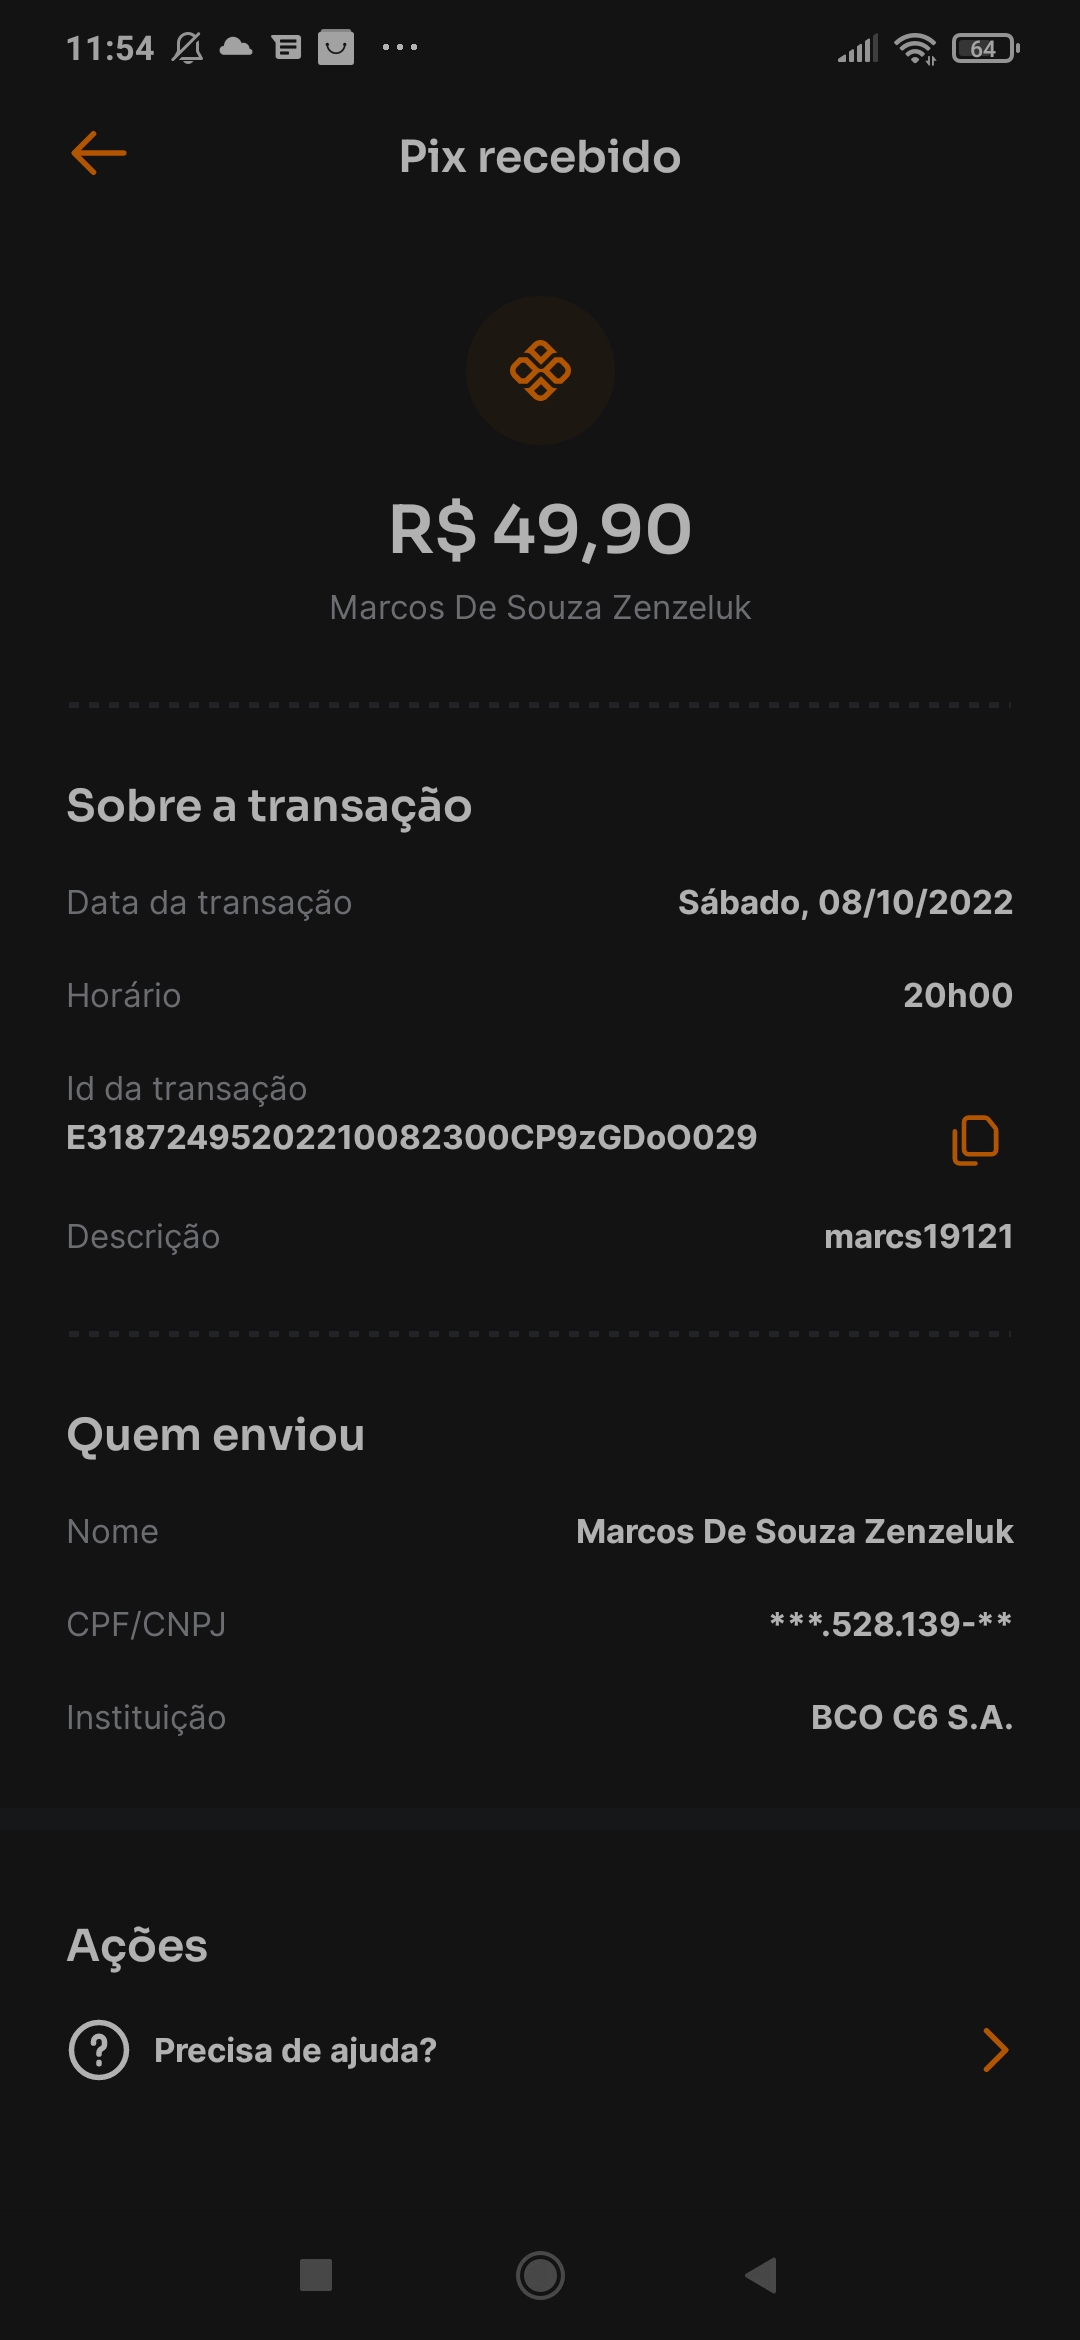 11:54
64
Pix recebido
R$ 49,90
Marcos De Souza Zenzeluk
Sobre a transação
Data da transação Sábado, 08/10/2022
Horário 20h00
Id da transação
E31872495202210082300CP9zGDoO029
Descrição marcs19121
Quem enviou
Nome Marcos De Souza Zenzeluk
CPF/CNPJ ***.528.139-**
Instituição BCO C6 S.A.
Ações
Precisa de ajuda?